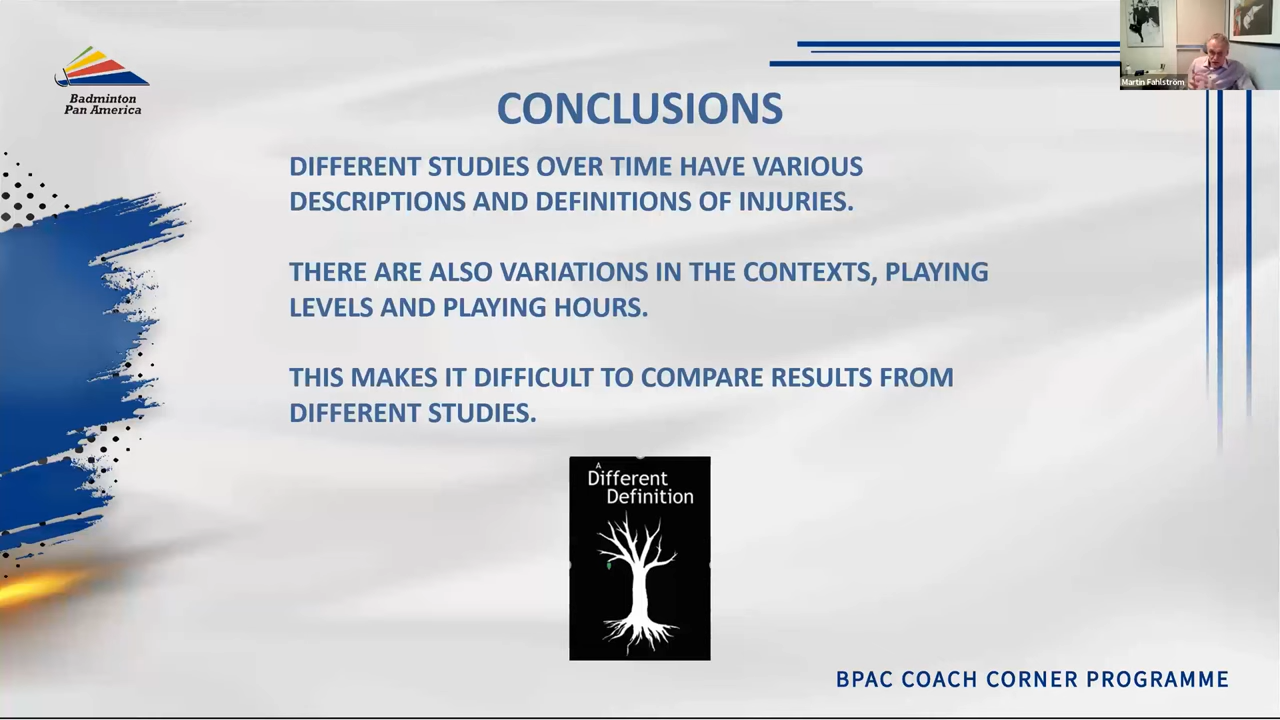 Badminton
Pan America
Martin Fahlström
CONCLUSIONS
DIFFERENT STUDIES OVER TIME HAVE VARIOUS
DESCRIPTIONS AND DEFINITIONS OF INJURIES.
THERE ARE ALSO VARIATIONS IN THE CONTEXTS, PLAYING
LEVELS AND PLAYING HOURS.
THIS MAKES IT DIFFICULT TO COMPARE RESULTS FROM
DIFFERENT STUDIES.
A
Different
Definition
BPAC COACH CORNER PROGRAMME